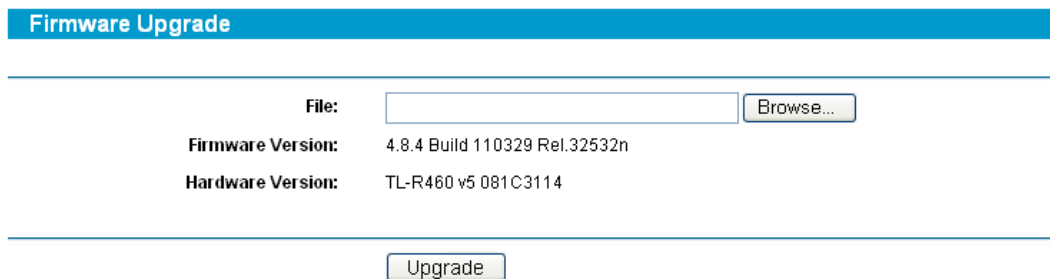 Firmware Upgrade
File: Browse...
Firmware Version: 4.8.4 Build 110329 Rel.32532n
Hardware Version: TL-R460 v5 081C3114
Upgrade